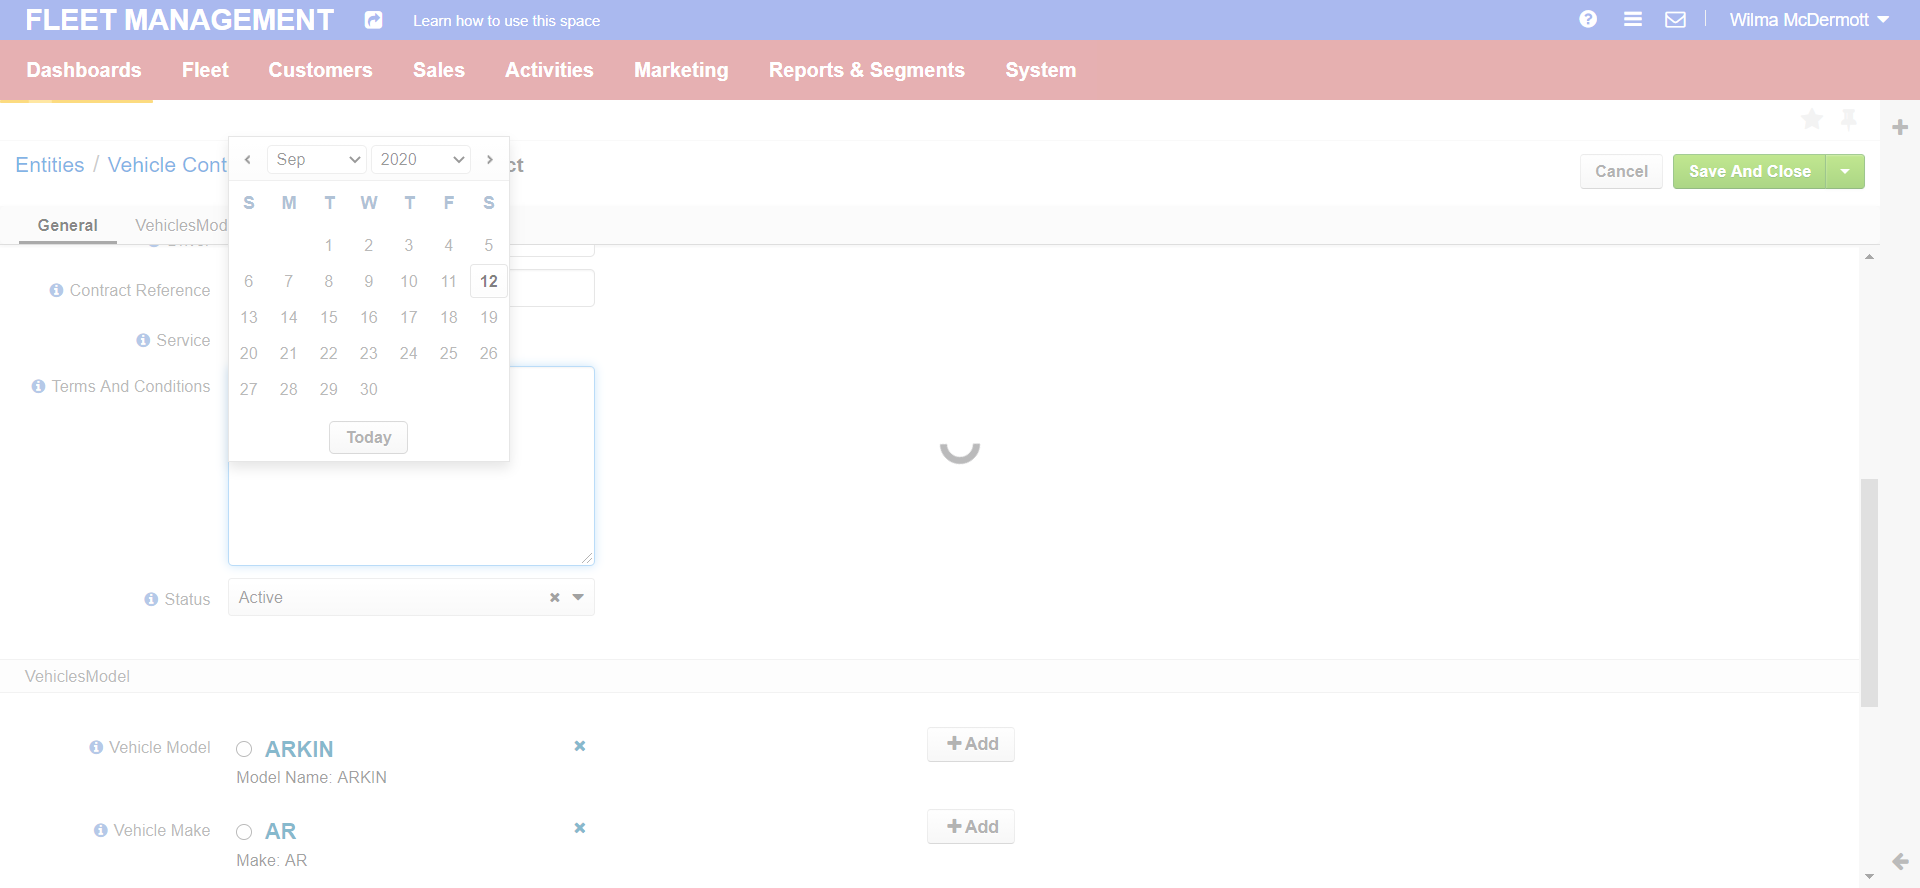 FLEET MANAGEMENT Learn how to use this space Wilma McDermott
Dashboards Fleet Customers Sales Activities Marketing Reports & Segments System
Entities / Vehicle Cont ct Cancel Save And Close
Sep 2020
General VehiclesMod
S M T W T F S
1 2 3 4 5
6 7 8 9 10 11 12
13 14 15 16 17 18 19
20 21 22 23 24 25 26
27 28 29 30
Today
Contract Reference
Service
Terms And Conditions
Status Active
VehiclesModel
Vehicle Model ARKIN Add
Model Name: ARKIN
Vehicle Make AR Add
Make: AR